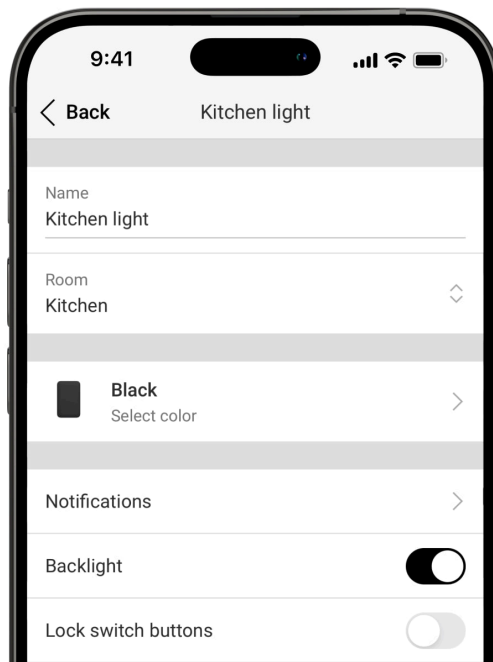 9:41
Back
Kitchen light
Name
Kitchen light
Room
Kitchen
Black
Select color
Notifications
Backlight
Lock switch buttons